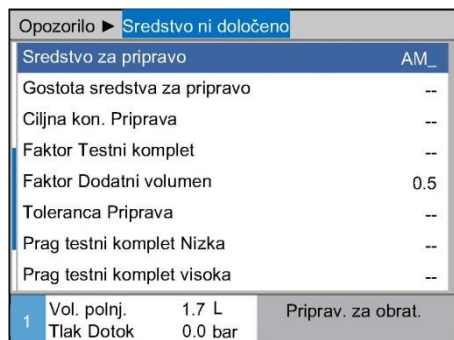 Opozorilo ► Sredstvo ni določeno
Sredstvo za pripravo AM_
Gostota sredstva za pripravo --
Ciljna kon. Priprava --
Faktor Testni komplet --
Faktor Dodatni volumen 0.5
Toleranca Priprava --
Prag testni komplet Nizka --
Prag testni komplet visoka --
1 Vol. polnj. 1.7 L Priprav. za obrat.
Tlak Dotok 0.0 bar